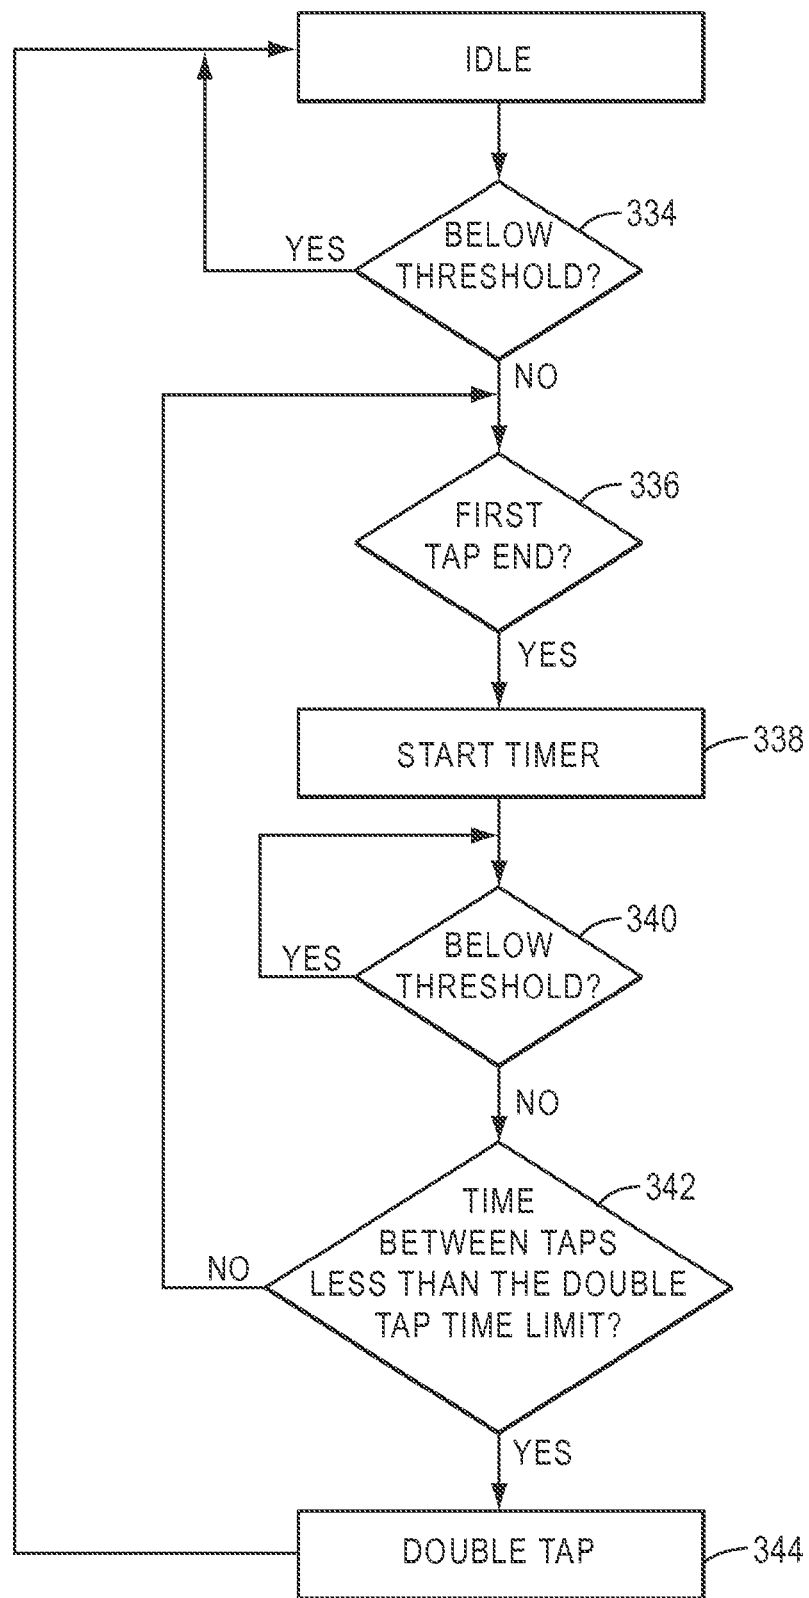 IDLE
334
BELOW
THRESHOLD?
YES
NO
336
FIRST
TAP END?
YES
START TIMER
338
340
BELOW
THRESHOLD?
YES
NO
342
TIME
BETWEEN TAPS
LESS THAN THE DOUBLE
TAP TIME LIMIT?
NO
YES
DOUBLE TAP
344